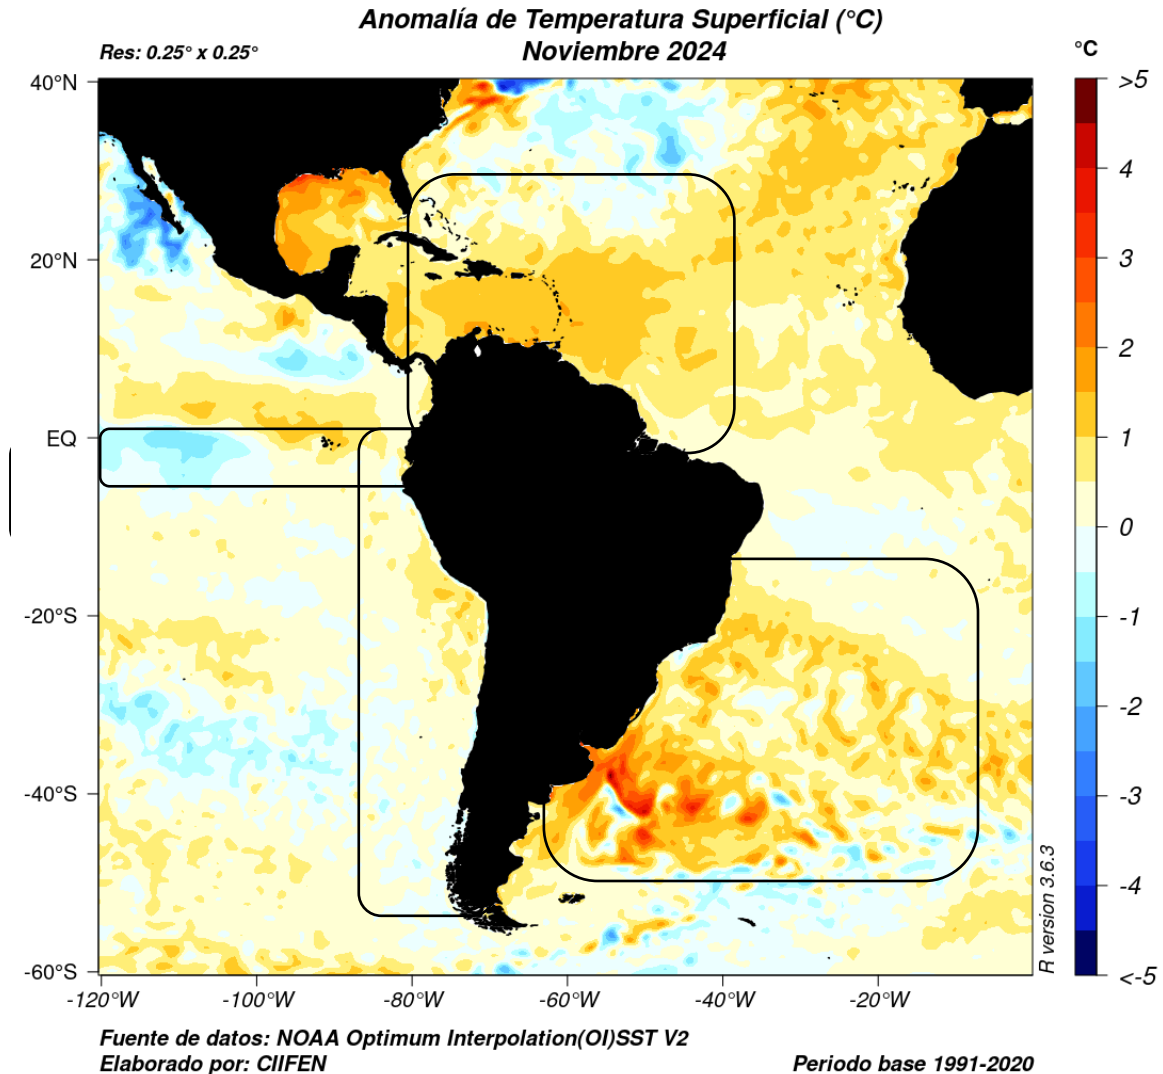 Anomalía de Temperatura Superficial (°C)
Noviembre 2024
Res: 0.25° x 0.25°
°C
40°N
20°N
EQ
-20°S
-40°S
-60°S
-120°W
-100°W
-80°W
-60°W
-40°W
-20°W
>5
4
3
2
1
0
-1
-2
-3
-4
<-5
R version 3.6.3
Fuente de datos: NOAA Optimum Interpolation(OI)SST V2
Elaborado por: CIIFEN
Periodo base 1991-2020